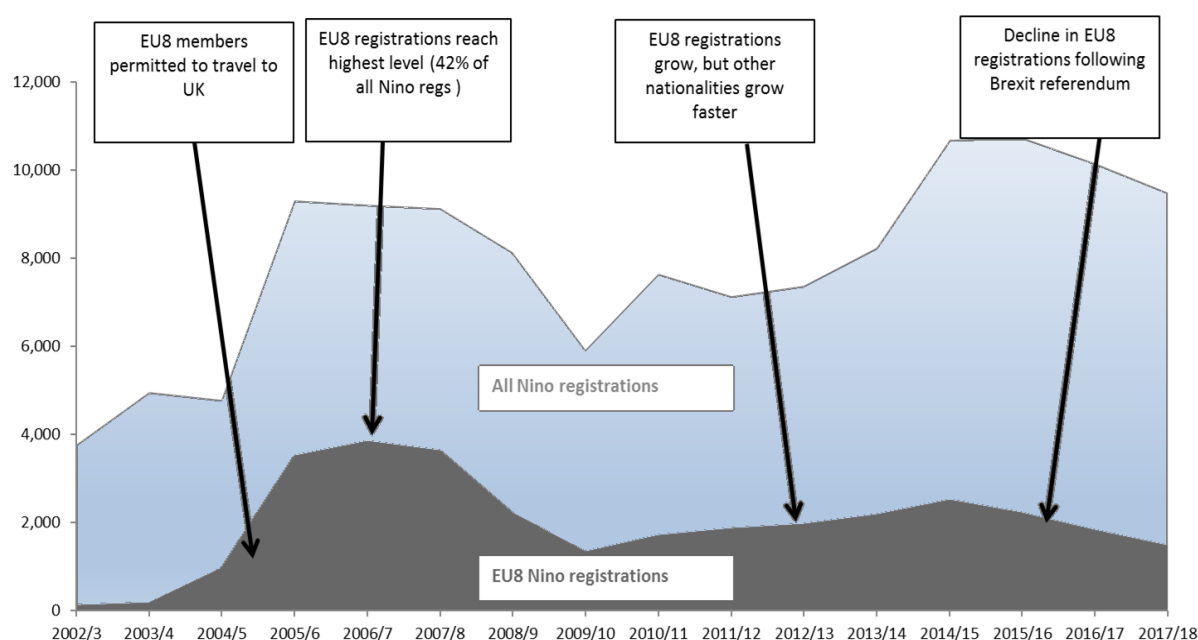 EU8 members
permitted to travel to
UK
EU8 registrations reach
highest level (42% of
all Nino regs )
EU8 registrations
grow, but other
nationalities grow
faster
Decline in EU8
registrations following
Brexit referendum
12,000
10,000
8,000
6,000
4,000
2,000
0
All Nino registrations
EU8 Nino registrations
2002/3 2003/4 2004/5 2005/6 2006/7 2007/8 2008/9 2009/10 2010/11 2011/12 2012/13 2013/14 2014/15 2015/16 2016/17 2017/18